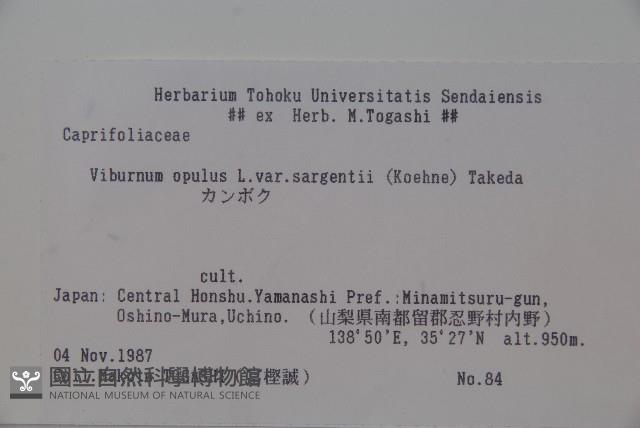 Herbarium Tohoku Universitatis Sendaiensis
## ex Herb. M.Togashi ##
Caprifoliaceae
Viburnum opulus L.var.sargentii (Koehne) Takeda
カンボク
cult.
Japan: Central Honshu.Yamanashi Pref.:Minamitsuru-gun,
Oshino-Mura,Uchino. (山梨県南都留郡忍野村内野)
138°50'E, 35°27'N alt.950m.
04 Nov.1987
樫誠) No.84
國立自然科學博物館
NATIONAL MUSEUM OF NATURAL SCIENCE